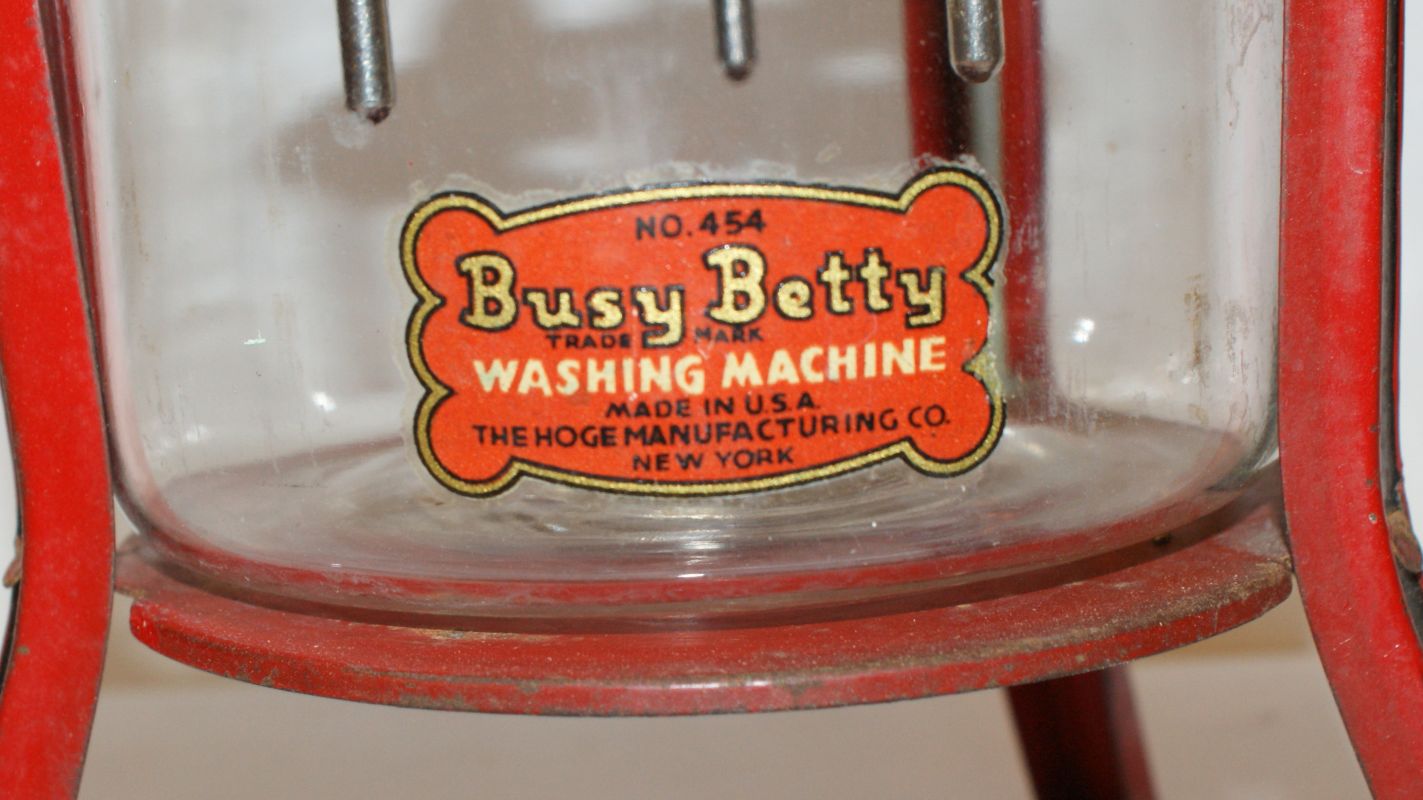 NO. 454
Busy Betty
TRADE MARK
WASHING MACHINE
MADE IN U.S.A.
THE HOGE MANUFACTURING CO.
NEW YORK